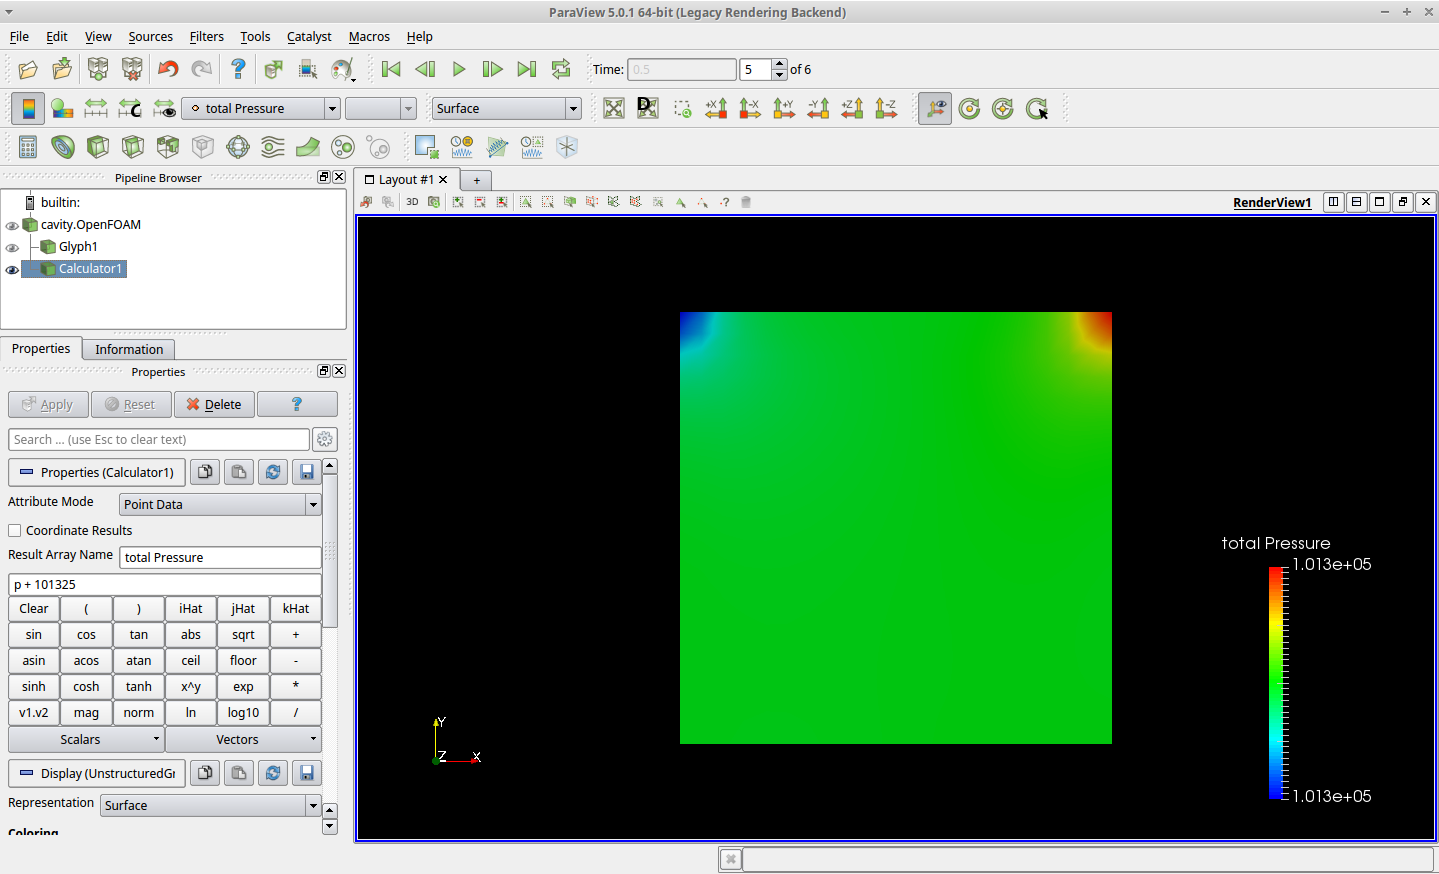 ParaView 5.0.1 64-bit (Legacy Rendering Backend)
File Edit View Sources Filters Tools Catalyst Macros Help
Time: 0.5 5 of 6
total Pressure Surface
D +X -X +Y -Y +Z -Z
Pipeline Browser
builtin:
cavity.OpenFOAM
Glyph1
Calculator1
Properties Information
Properties
Apply Reset Delete ?
Search ... (use Esc to clear text)
Properties (Calculator1)
Attribute Mode Point Data
Coordinate Results
Result Array Name total Pressure
p + 101325
Clear ( ) iHat jHat kHat
sin cos tan abs sqrt +
asin acos atan ceil floor -
sinh cosh tanh x^y exp *
v1.v2 mag norm ln log10 /
Scalars Vectors
Display (UnstructuredGr
Representation Surface
Coloring
Layout #1 +
3D RenderView1
total Pressure
1.013e+05
1.013e+05
Y
Z X